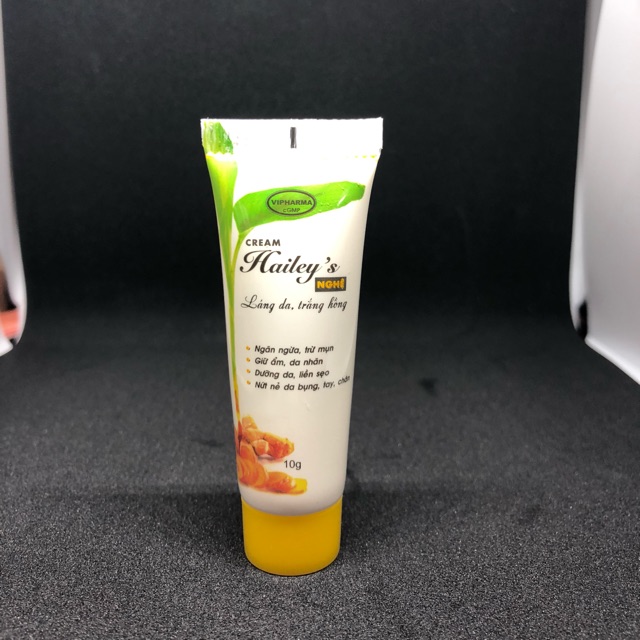 VIPHARMA
cGMP
CREAM
Hailey's
NGHỆ
Láng da, trắng hồng
Ngăn ngừa, trừ mụn
Giữ ẩm, da nhăn
Dưỡng da, liền sẹo
Nứt nẻ da bụng, tay, chân
10g